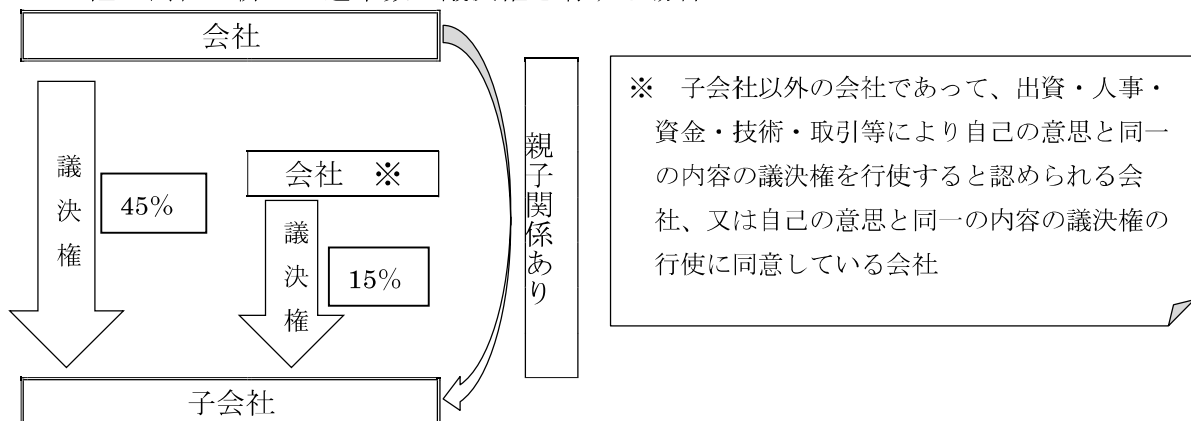 会社
議決権
45%
会社 ※
議決権
15%
親子関係あり
子会社
※ 子会社以外の会社であって、出資・人事・
資金・技術・取引等により自己の意思と同一
の内容の議決権を行使すると認められる会
社、又は自己の意思と同一の内容の議決権の
行使に同意している会社